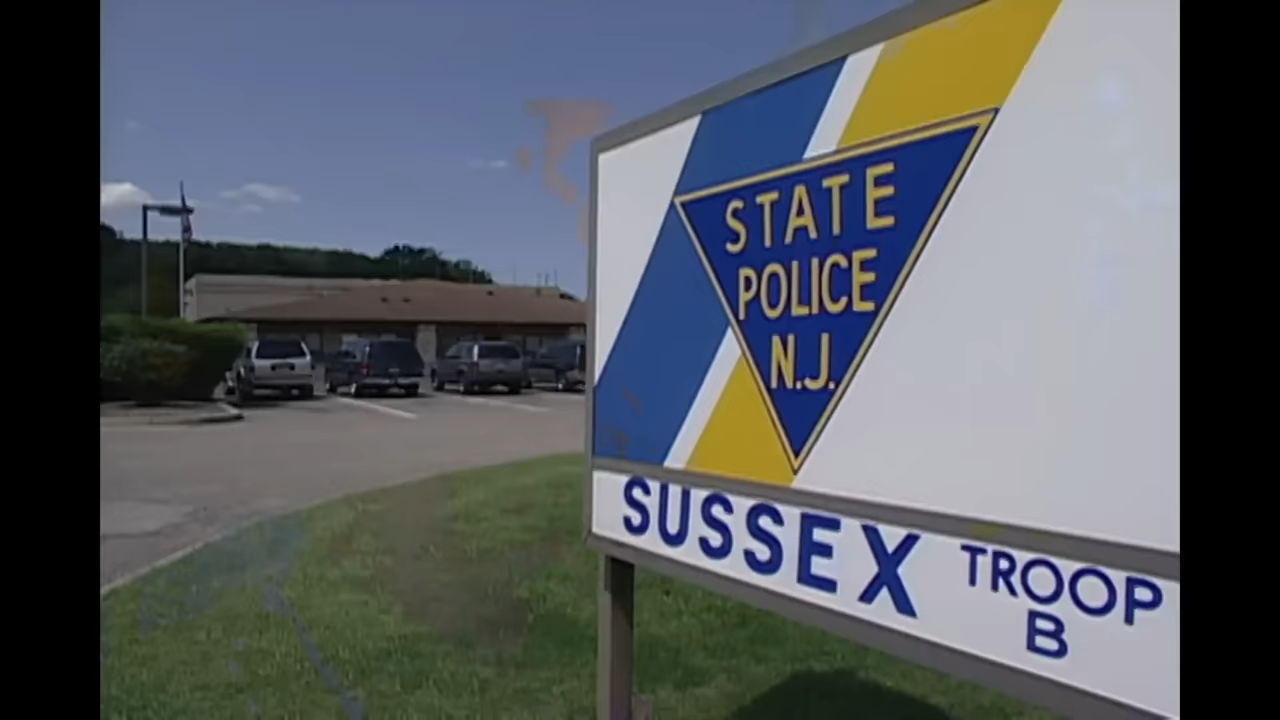 STATE
POLICE
N.J.
SUSSEX TROOP
B